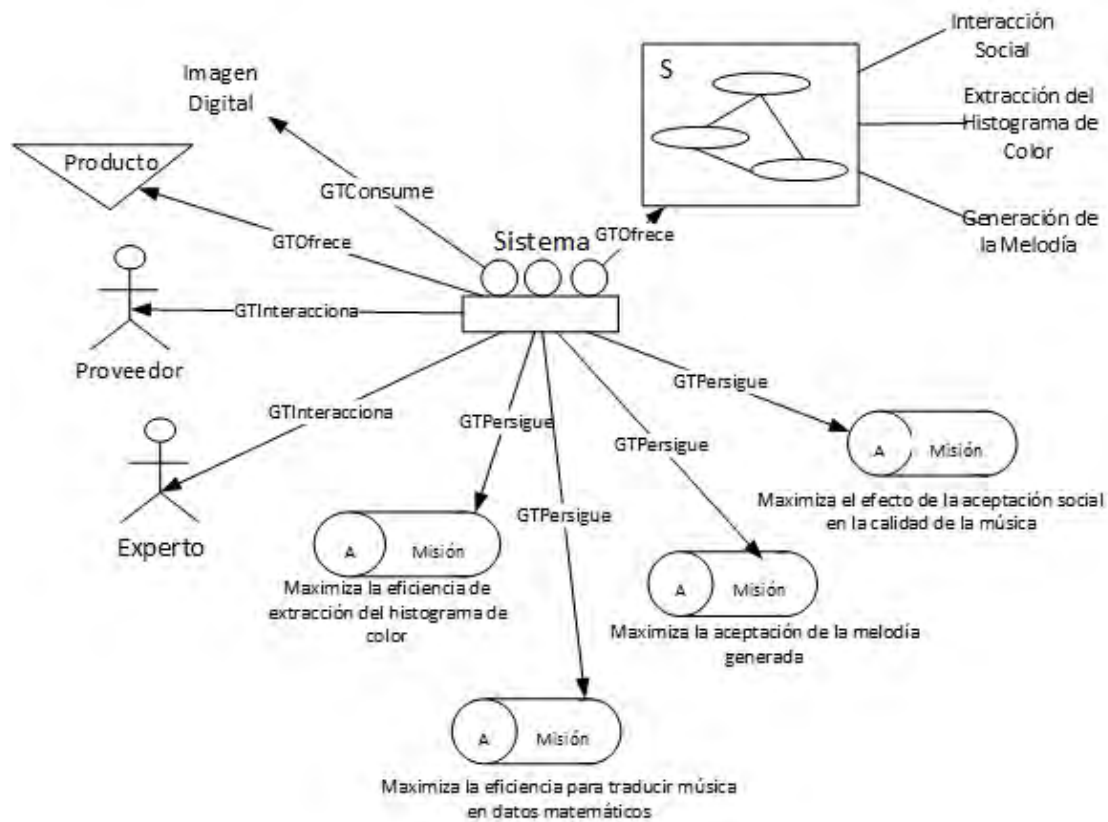 Interacción
Social
Imagen
Digital
S
Extracción del
Histograma de
Color
Producto
GTConsume
Generación de
la Melodía
Sistema
GTOfrece
GTOfrece
GTInteracciona
Proveedor
GTPersigue
GTInteracciona
GTPersigue
GTPersigue
A Misión
Maximiza el efecto de la aceptación social
en la calidad de la música
GTPersigue
Experto
A Misión
Maximiza la eficiencia de
extracción del histograma de
color
A Misión
Maximiza la aceptación de la melodía
generada
A Misión
Maximiza la eficiencia para traducir música
en datos matemáticos